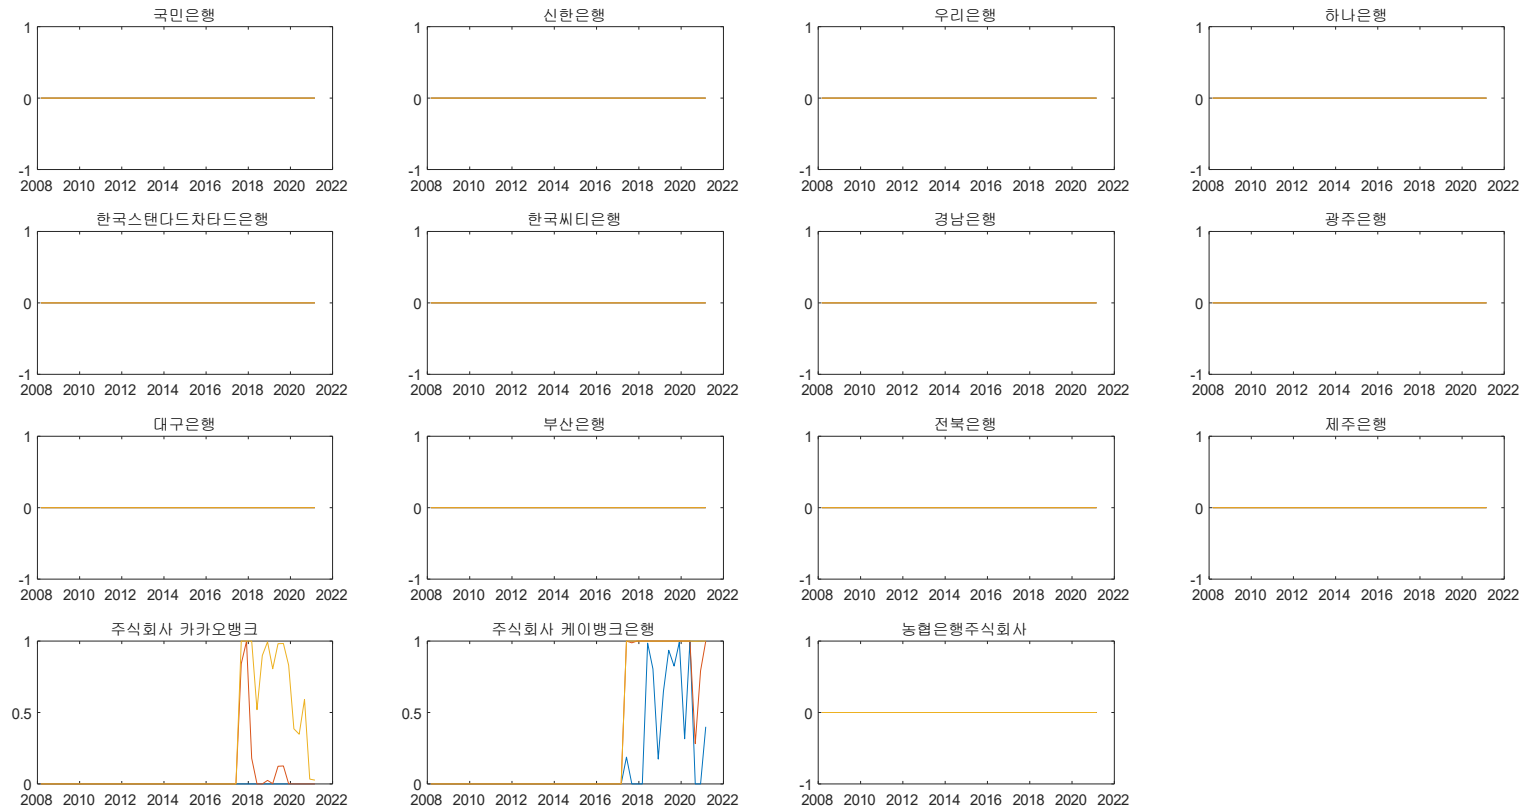 국민은행 신한은행 우리은행 하나은행
1 1 1 1
0 0 0 0
-1 -1 -1 -1
2008 2010 2012 2014 2016 2018 2020 2022 2008 2010 2012 2014 2016 2018 2020 2022 2008 2010 2012 2014 2016 2018 2020 2022 2008 2010 2012 2014 2016 2018 2020 2022
한국스탠다드차타드은행 한국씨티은행 경남은행 광주은행
1 1 1 1
0 0 0 0
-1 -1 -1 -1
2008 2010 2012 2014 2016 2018 2020 2022 2008 2010 2012 2014 2016 2018 2020 2022 2008 2010 2012 2014 2016 2018 2020 2022 2008 2010 2012 2014 2016 2018 2020 2022
대구은행 부산은행 전북은행 제주은행
1 1 1 1
0 0 0 0
-1 -1 -1 -1
2008 2010 2012 2014 2016 2018 2020 2022 2008 2010 2012 2014 2016 2018 2020 2022 2008 2010 2012 2014 2016 2018 2020 2022 2008 2010 2012 2014 2016 2018 2020 2022
주식회사 카카오뱅크 주식회사 케이뱅크은행 농협은행주식회사
1 1 1
0.5 0.5 0
0 0 -1
2008 2010 2012 2014 2016 2018 2020 2022 2008 2010 2012 2014 2016 2018 2020 2022 2008 2010 2012 2014 2016 2018 2020 2022